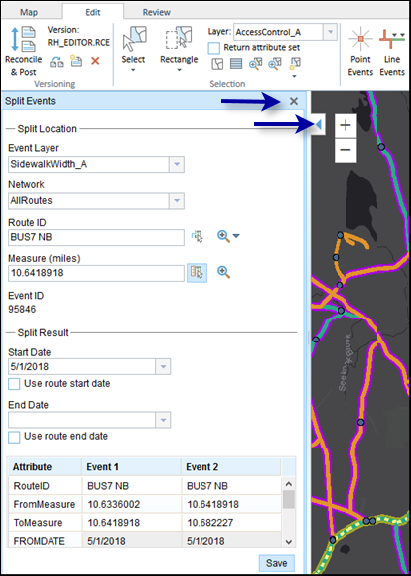 Map Edit Review
Reconcile & Post
Version:
RH_EDITOR.RCE
Versioning
Select
Rectangle
Layer: AccessControl_A
Return attribute set
Selection
Point Events
Line Events
Split Events
Split Location
Event Layer
SidewalkWidth_A
Network
AllRoutes
Route ID
BUS7 NB
Measure (miles)
10.6418918
Event ID
95846
Split Result
Start Date
5/1/2018
Use route start date
End Date
Use route end date
Attribute Event 1 Event 2
RouteID BUS7 NB BUS7 NB
FromMeasure 10.6336002 10.6418918
ToMeasure 10.6418918 10.682227
FROMDATE 5/1/2018 5/1/2018
Save
+
−